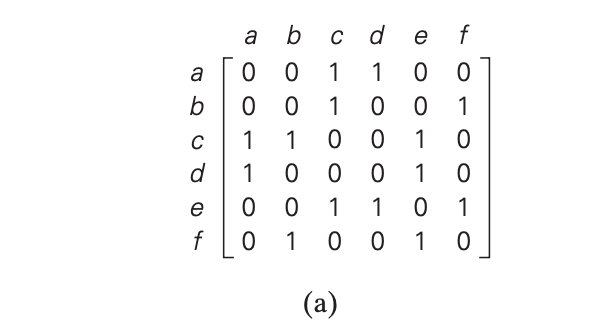 a b c d e f
a 0 0 1 1 0 0
b 0 0 1 0 0 1
c 1 1 0 0 1 0
d 1 0 0 0 1 0
e 0 0 1 1 0 1
f 0 1 0 0 1 0
(a)